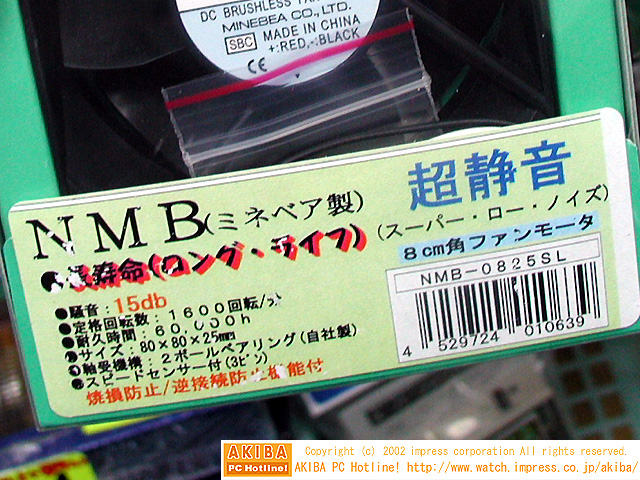 DC BRUSHLESS
MINEBEA CO., LTD.
SBC MADE IN CHINA
+:RED,-:BLACK
CE
超静音
NMB(ミネベア製)
(スーパー・ロー・ノイズ)
●長寿命(ロング・ライフ)
8cm角ファンモータ
NMB-0825SL
●騒音:15db
●定格回転数:1600回転/分
●耐久時間:60,000h
●サイズ:80×80×25mm
●軸受機構:2ボールベアリング(自社製)
●スピードセンサー付(3ピン)
焼損防止/逆接続防止機能付
4 529724 010639
AKIBA
PC Hotline!
Copyright (c) 2002 impress corporation All rights reserved.
AKIBA PC Hotline! http://www.watch.impress.co.jp/akiba/